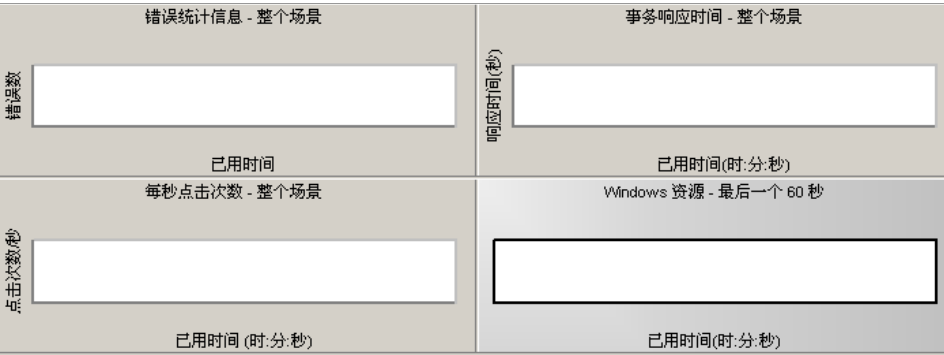 错误统计信息 - 整个场景
错误数
已用时间
事务响应时间 - 整个场景
响应时间(秒)
已用时间(时:分:秒)
每秒点击次数 - 整个场景
点击次数/秒
已用时间 (时:分:秒)
Windows 资源 - 最后一个 60 秒
已用时间(时:分:秒)